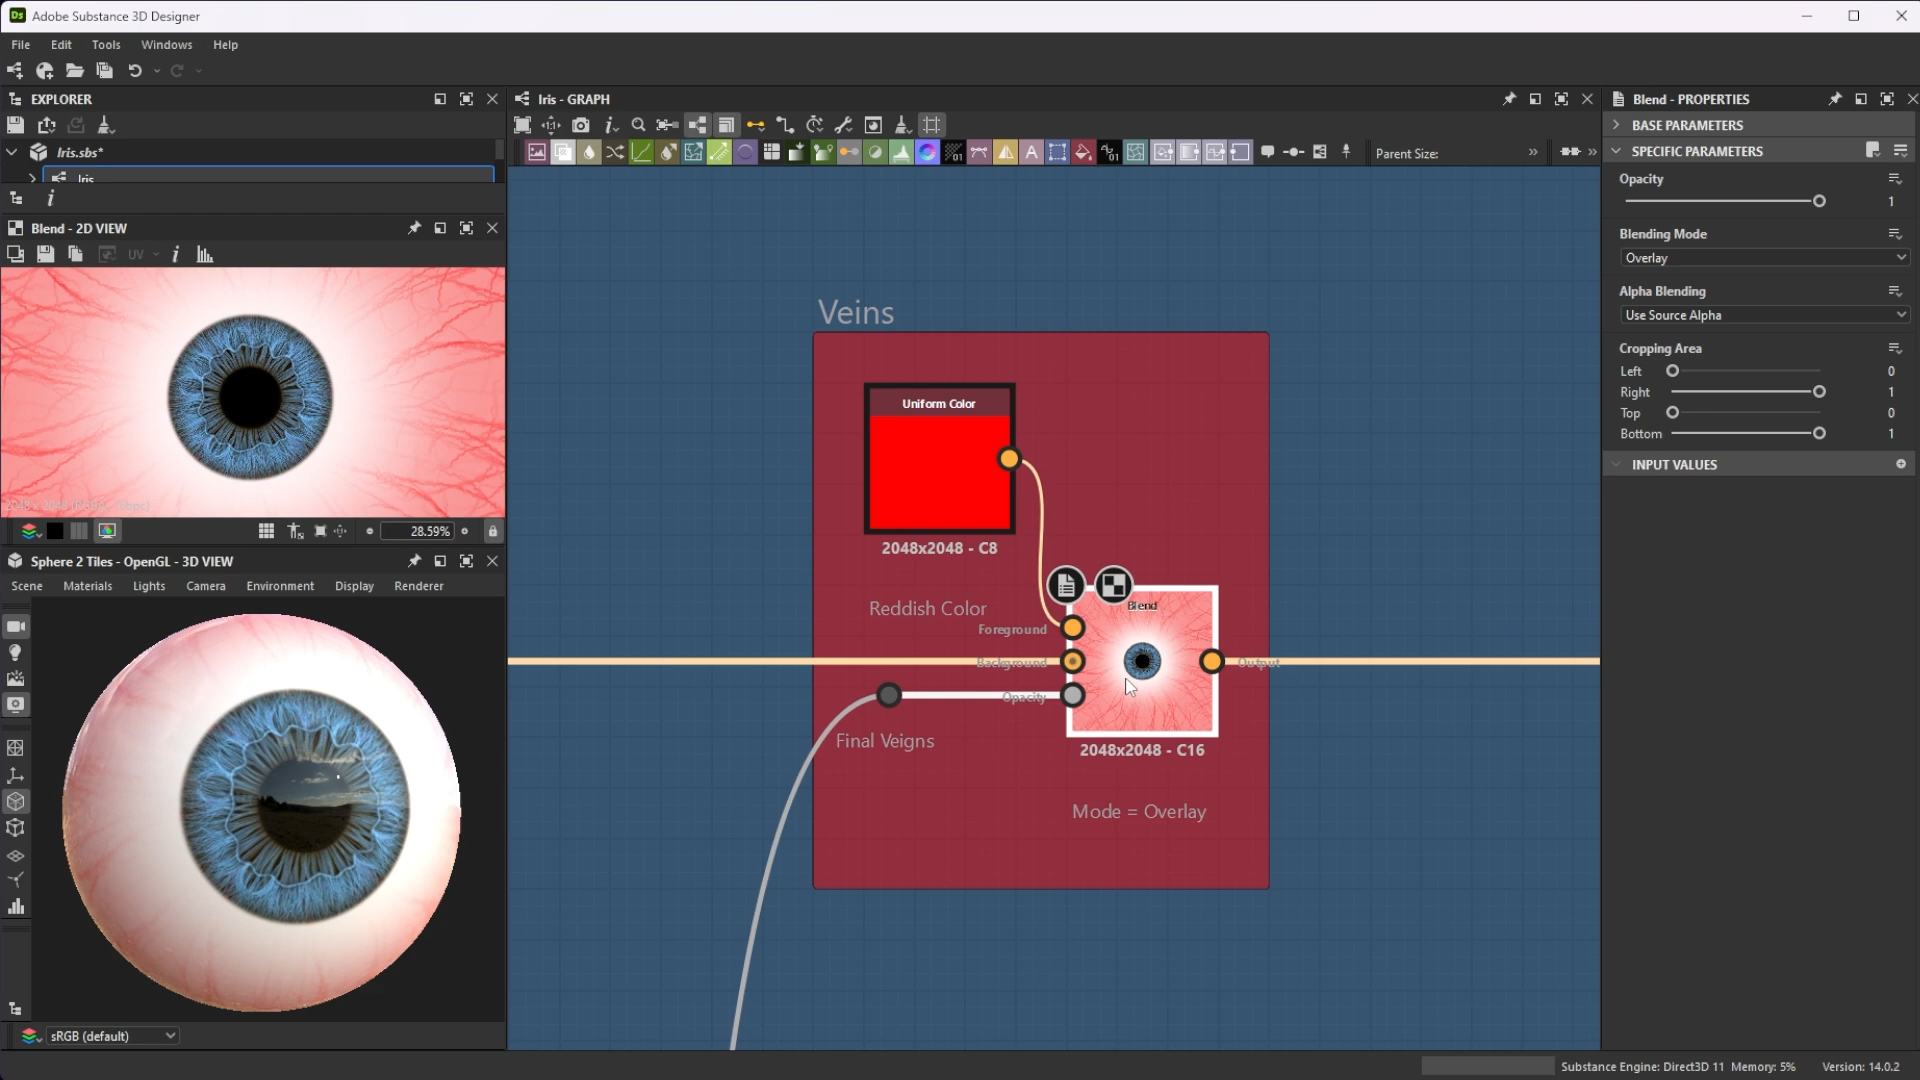 Ds Adobe Substance 3D Designer
File Edit Tools Windows Help
EXPLORER
Iris.sbs*
Iris
Blend - 2D VIEW
UV
28.59%
Sphere 2 Tiles - OpenGL - 3D VIEW
Scene Materials Lights Camera Environment Display Renderer
sRGB (default)
Iris - GRAPH
Parent Size:
Veins
Uniform Color
2048x2048 - C8
Reddish Color
Foreground
Background
Opacity
Blend
Output
Final Veigns
2048x2048 - C16
Mode = Overlay
Blend - PROPERTIES
BASE PARAMETERS
SPECIFIC PARAMETERS
Opacity
1
Blending Mode
Overlay
Alpha Blending
Use Source Alpha
Cropping Area
Left 0
Right 1
Top 0
Bottom 1
INPUT VALUES
Substance Engine: Direct3D 11 Memory: 5% Version: 14.0.2